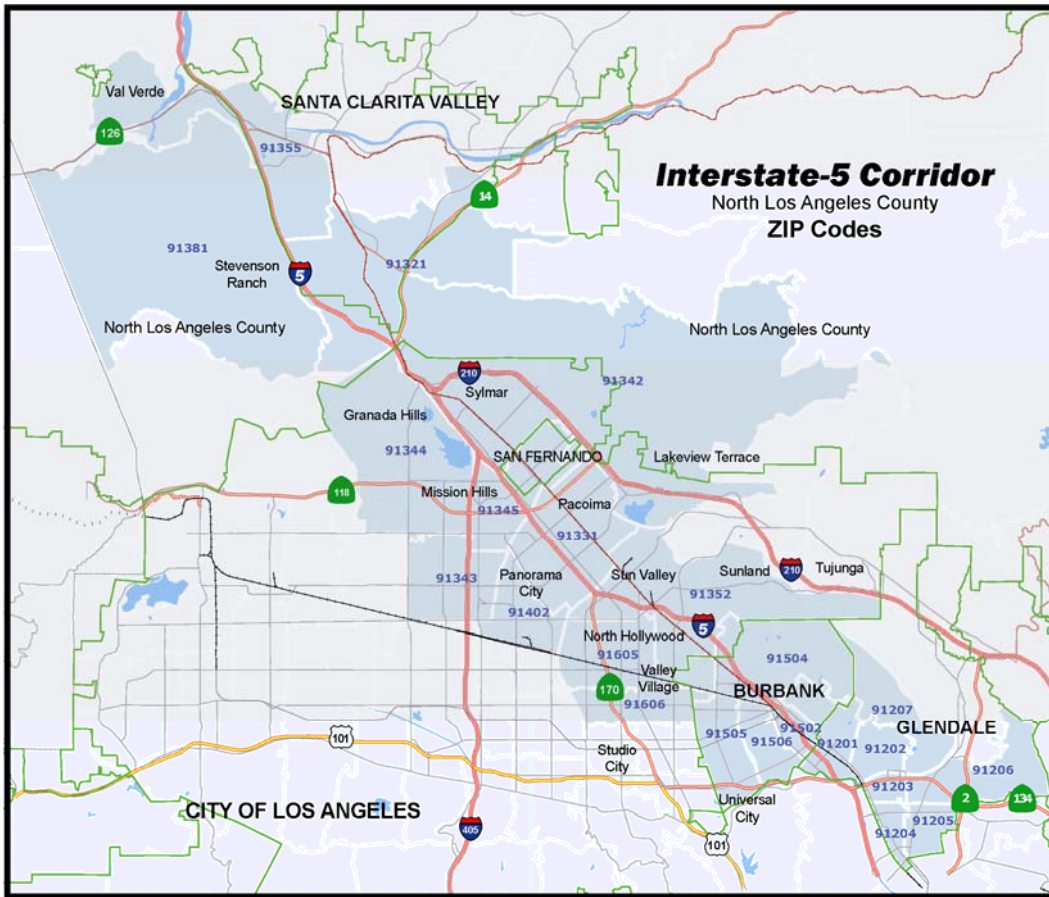 Val Verde
SANTA CLARITA VALLEY
126
91355
Interstate-5 Corridor
North Los Angeles County
ZIP Codes
14
91381
Stevenson
Ranch
5
91321
North Los Angeles County
North Los Angeles County
210
Sylmar
91342
Granada Hills
91344
SAN FERNANDO
Lakeview Terrace
118
Mission Hills
91345
Pacoima
91331
91343
Panorama
City
91402
Sun Valley
Sunland
210
Tujunga
91352
North Hollywood
5
91605
91504
Valley
Village
170
91606
BURBANK
91207
GLENDALE
101
Studio
City
91505
91506
91502
91201
91202
91206
91203
CITY OF LOS ANGELES
Universal
City
2
134
405
101
91204
91205